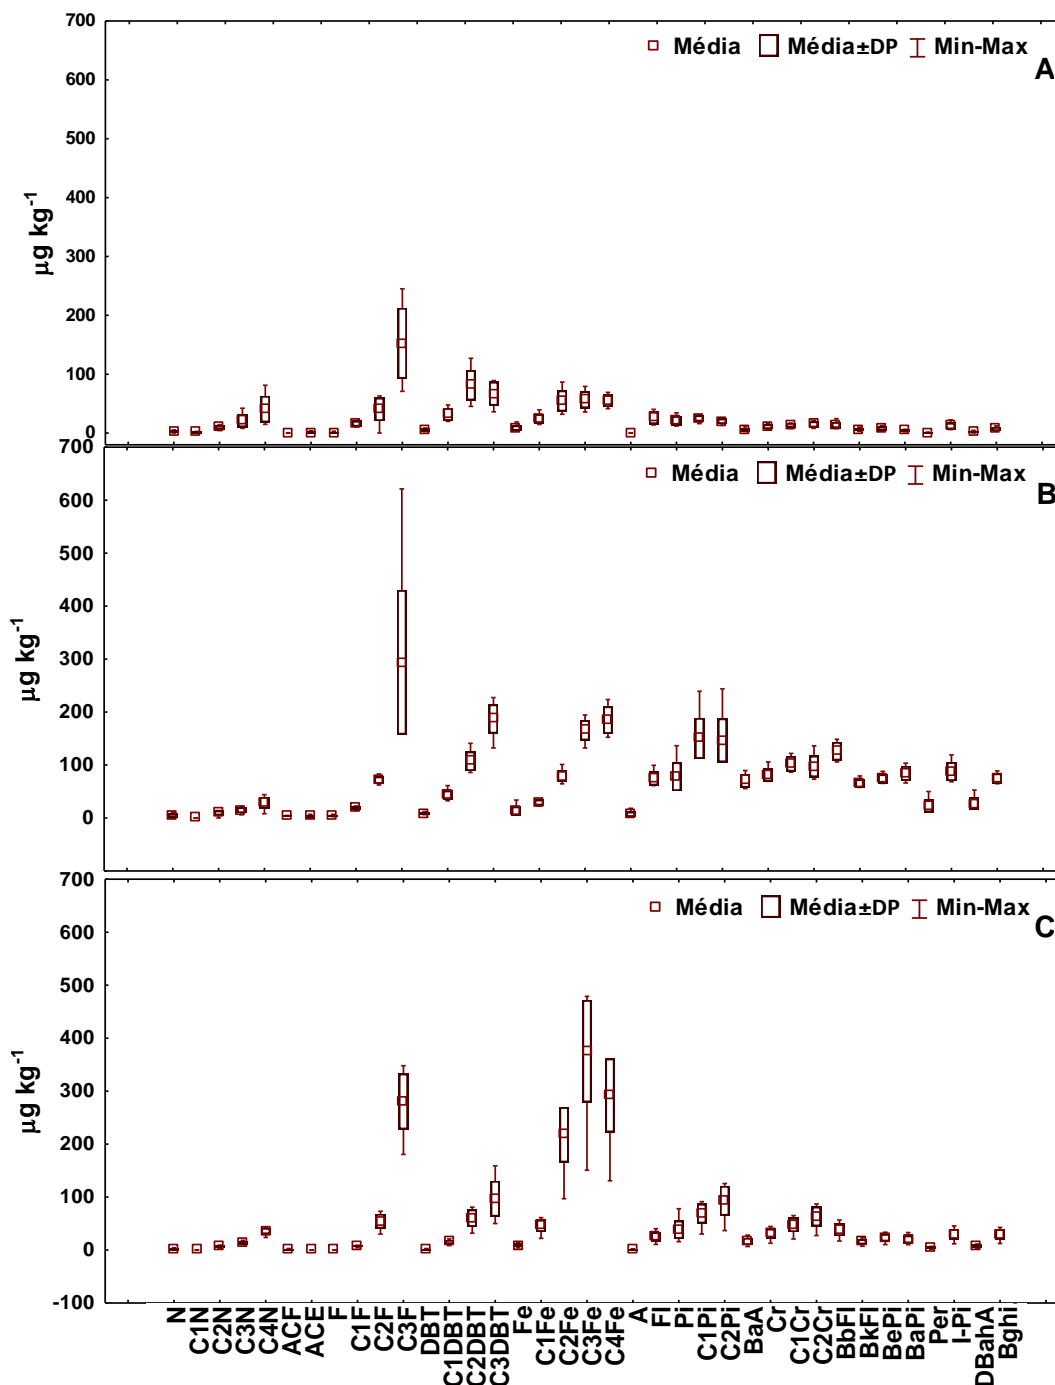 700
Média Média±DP Min-Max
A
600
500
400
µg kg-1
300
200
100
0
700
Média Média±DP Min-Max
B
600
500
400
µg kg-1
300
200
100
0
700
Média Média±DP Min-Max
C
600
500
400
µg kg-1
300
200
100
0
-100
N C1N C2N C3N C4N ACF ACE F C1F C2F C3F DBT C1DBT C2DBT C3DBT Fe C1Fe C2Fe C3Fe C4Fe A Fl Pi C1Pi C2Pi BaA Cr C1Cr C2Cr BbFl BkFl BePi BaPi Per I-Pi DBahA Bghi